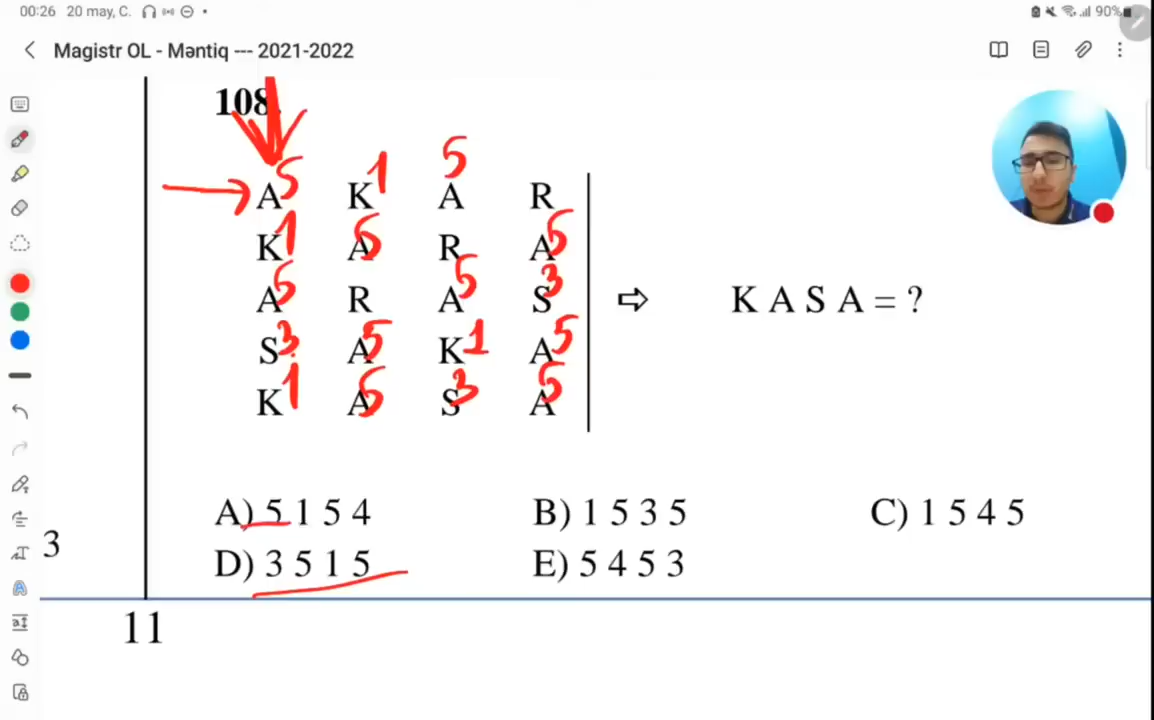 00:26 20 may, C. 90%
Magistr OL - Məntiq --- 2021-2022
108
5 1 5
A K A R
1 5 5
K A R A
5 5 3
A R A S
3 5 1 5
S A K A
1 5 3 5
K A S A
⇨ K A S A = ?
A) 5 1 5 4 B) 1 5 3 5 C) 1 5 4 5
D) 3 5 1 5 E) 5 4 5 3
3
11